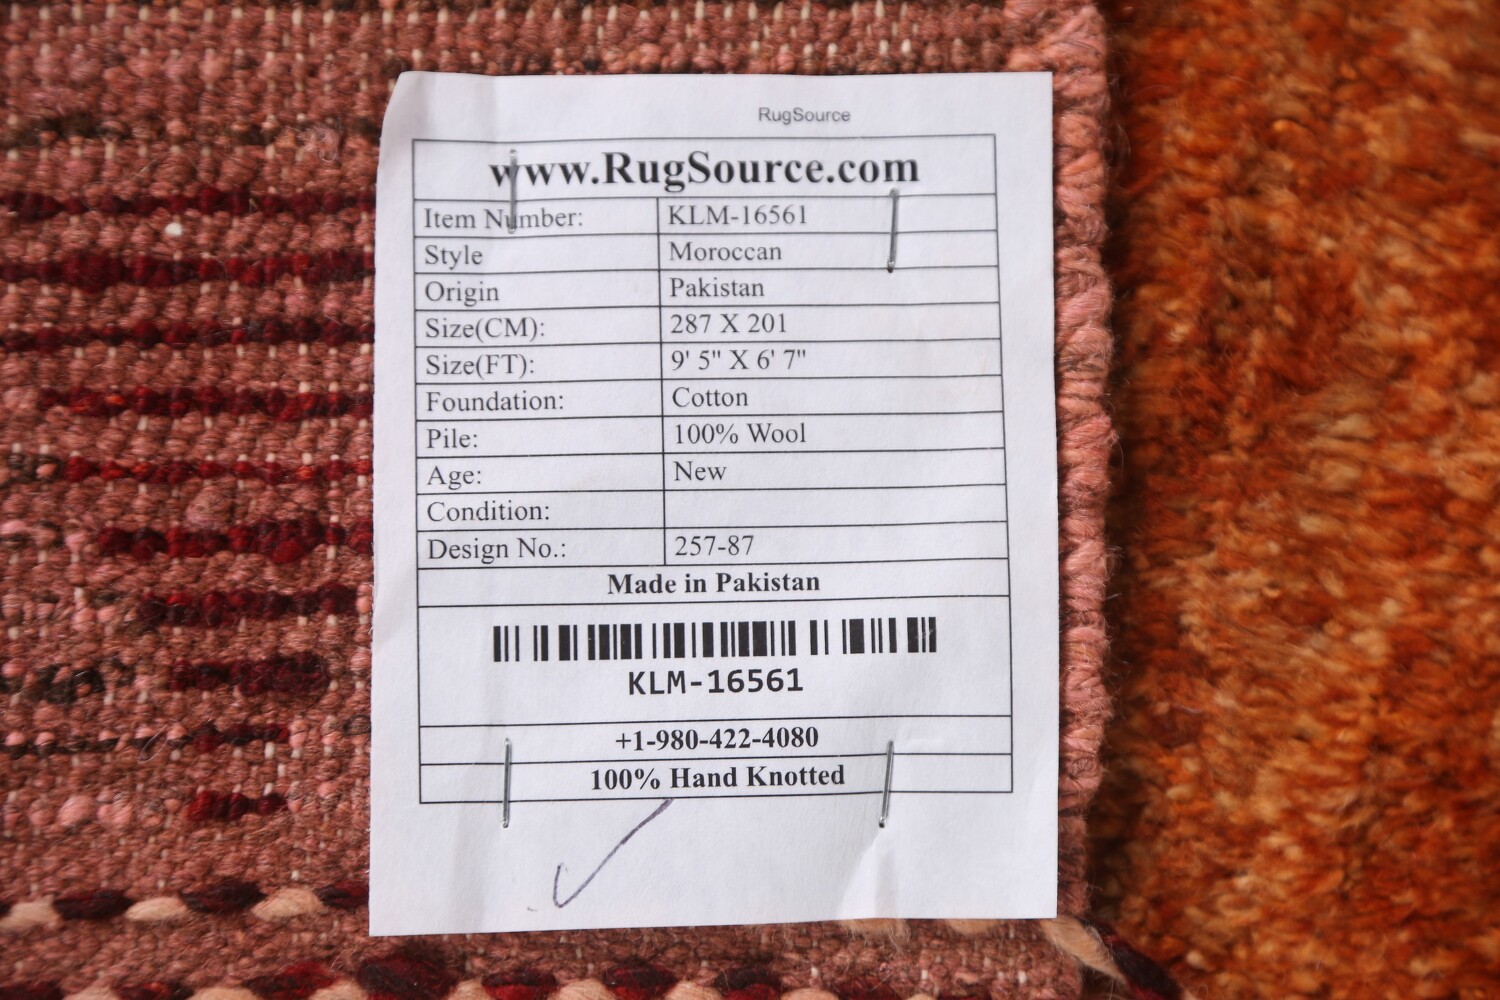 RugSource
www.RugSource.com
Item Number: KLM-16561
Style Moroccan
Origin Pakistan
Size(CM): 287 X 201
Size(FT): 9' 5" X 6' 7"
Foundation: Cotton
Pile: 100% Wool
Age: New
Condition:
Design No.: 257-87
Made in Pakistan
KLM-16561
+1-980-422-4080
100% Hand Knotted